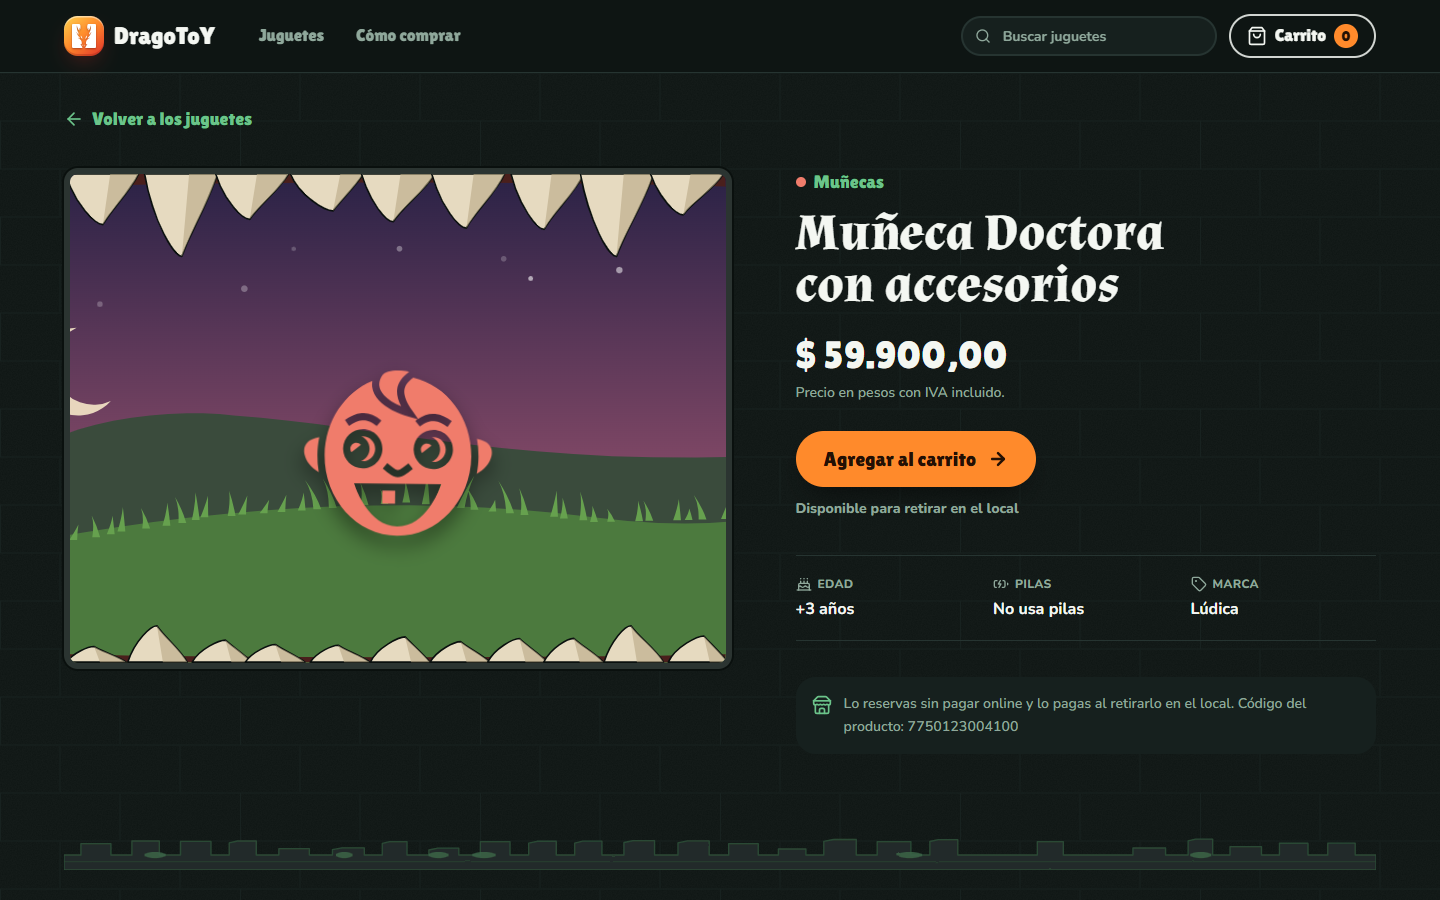 DragoToY
Juguetes
Cómo comprar
Buscar juguetes
Carrito 0
Volver a los juguetes
Muñecas
Muñeca Doctora
con accesorios
$ 59.900,00
Precio en pesos con IVA incluido.
Agregar al carrito
Disponible para retirar en el local
EDAD
+3 años
PILAS
No usa pilas
MARCA
Lúdica
Lo reservas sin pagar online y lo pagas al retirarlo en el local. Código del
producto: 7750123004100